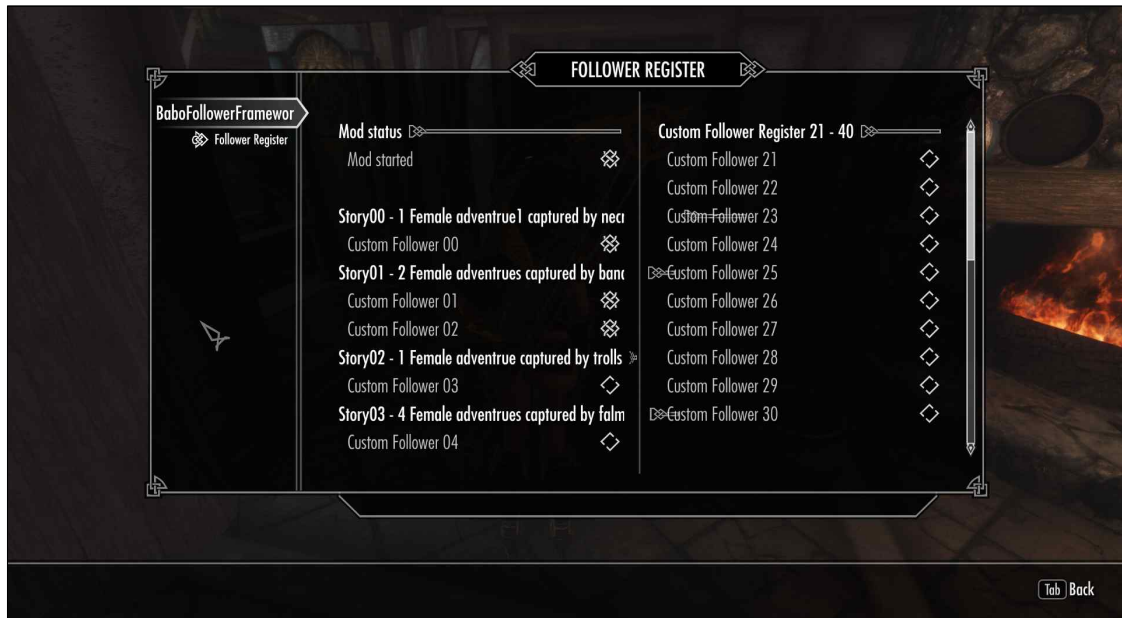 FOLLOWER REGISTER
BaboFollowerFramewor
Follower Register
Mod status
Mod started
Story00 - 1 Female adventrue1 captured by necr
Custom Follower 00
Story01 - 2 Female adventrues captured by banc
Custom Follower 01
Custom Follower 02
Story02 - 1 Female adventrue captured by trolls
Custom Follower 03
Story03 - 4 Female adventrues captured by falm
Custom Follower 04
Custom Follower Register 21 - 40
Custom Follower 21
Custom Follower 22
Custom Follower 23
Custom Follower 24
Custom Follower 25
Custom Follower 26
Custom Follower 27
Custom Follower 28
Custom Follower 29
Custom Follower 30
Tab Back